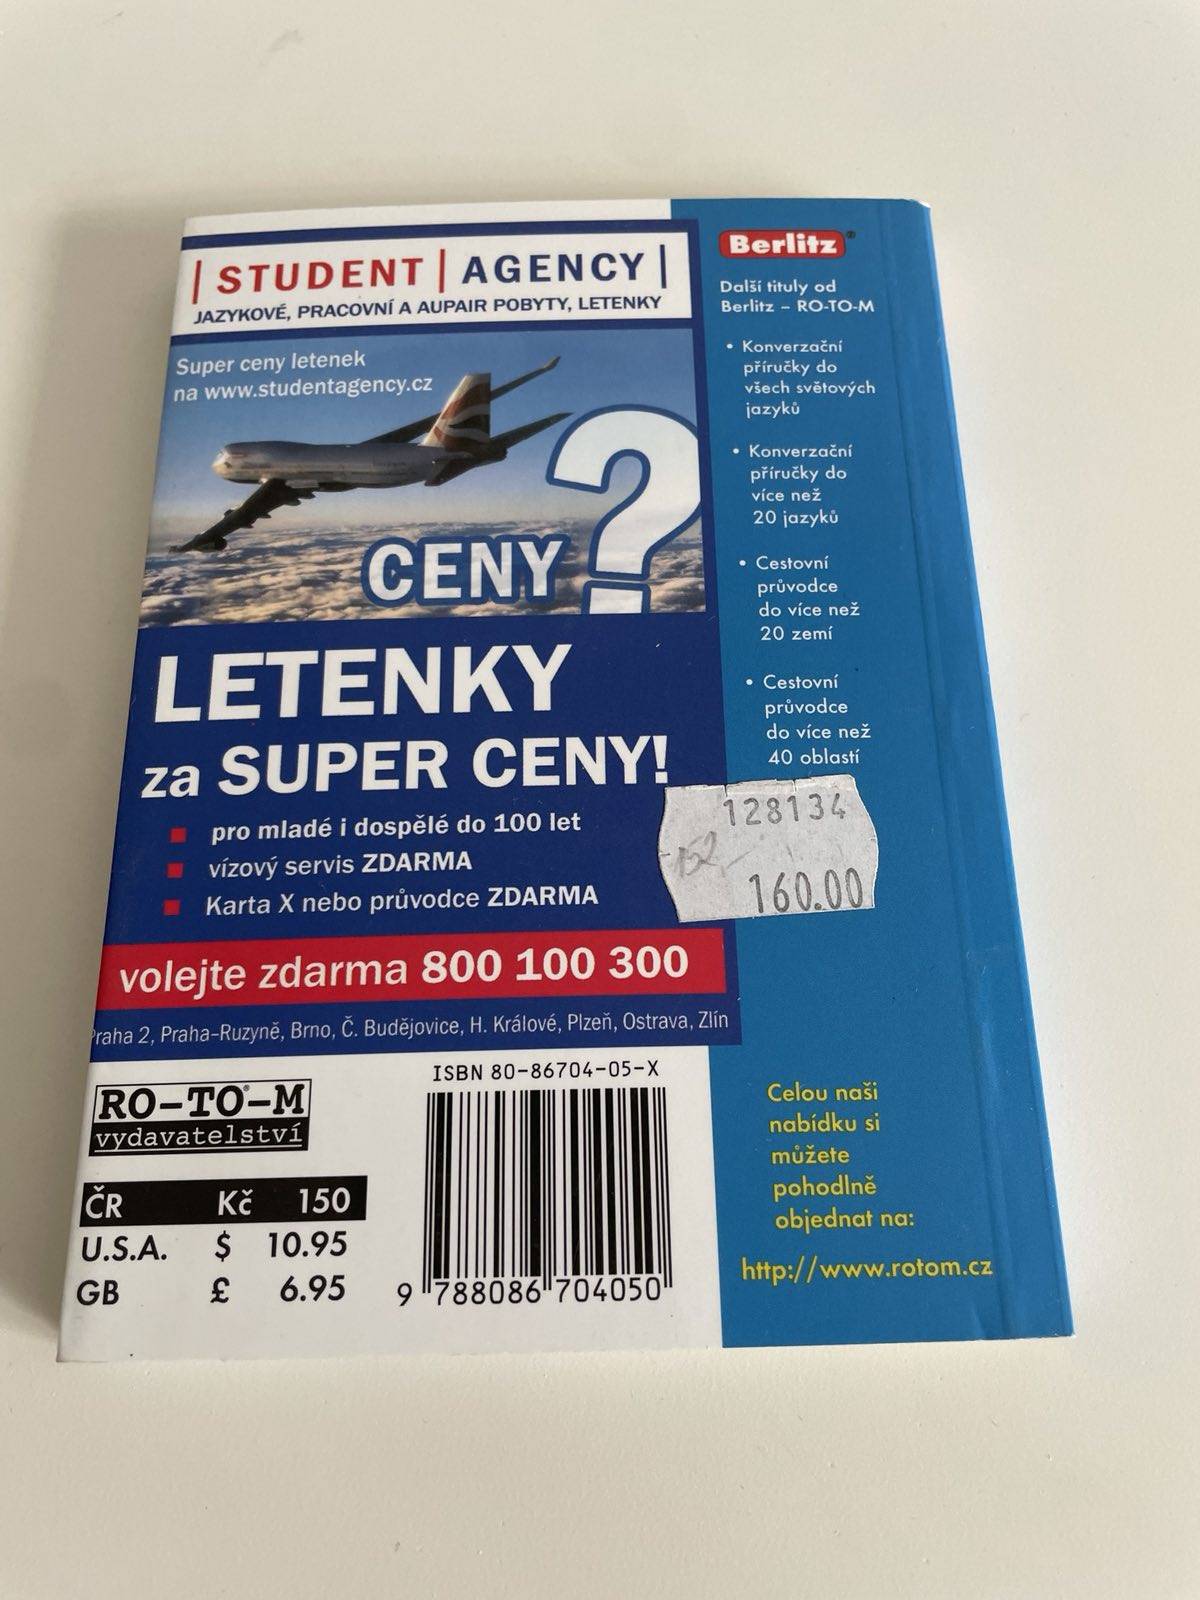 | STUDENT | AGENCY |
JAZYKOVÉ, PRACOVNÍ A AUPAIR POBYTY, LETENKY
Super ceny letenek
na www.studentagency.cz
CENY ?
LETENKY
za SUPER CENY!
pro mladé i dospělé do 100 let
vízový servis ZDARMA
Karta X nebo průvodce ZDARMA
volejte zdarma 800 100 300
Praha 2, Praha-Ruzyně, Brno, Č. Budějovice, H. Králové, Plzeň, Ostrava, Zlín
RO-TO-M®
vydavatelství
ČR Kč 150
U.S.A. $ 10.95
GB £ 6.95
ISBN 80-86704-05-X
9 788086 704050
Berlitz®
Další tituly od
Berlitz – RO-TO-M
• Konverzační
příručky do
všech světových
jazyků
• Konverzační
příručky do
více než
20 jazyků
• Cestovní
průvodce
do více než
20 zemí
• Cestovní
průvodce
do více než
40 oblastí
128134
152,-
160.00
Celou naši
nabídku si
můžete
pohodlně
objednat na:
http://www.rotom.cz